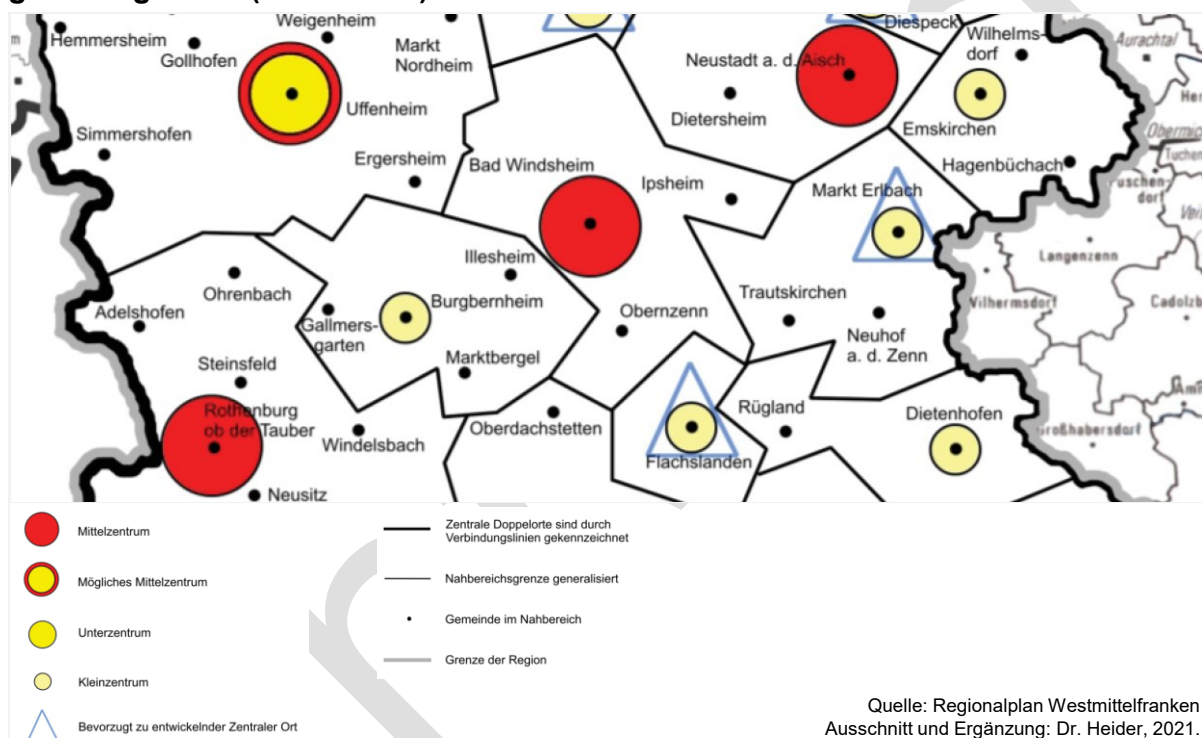 Weigenheim
Diespeck
Wilhelms-
dorf
Hemmersheim
Gollhofen
Markt
Nordheim
Neustadt a. d. Aisch
Aurachtal
Uffenheim
Dietersheim
Emskirchen
Simmershofen
Ergersheim
Bad Windsheim
Ipsheim
Hagenbüchach
Markt Erlbach
Langenzenn
Illesheim
Ohrenbach
Burgbernheim
Trautskirchen
Wilhermsdorf
Adelshofen
Gallmers-
garten
Obernzenn
Neuhof
a. d. Zenn
Steinsfeld
Marktbergel
Rothenburg
ob der Tauber
Windelsbach
Oberdachstetten
Rügland
Dietenhofen
Großhabersdorf
Flachslanden
Neusitz
Mittelzentrum
Mögliches Mittelzentrum
Unterzentrum
Kleinzentrum
Bevorzugt zu entwickelnder Zentraler Ort
Zentrale Doppelorte sind durch
Verbindungslinien gekennzeichnet
Nahbereichsgrenze generalisiert
Gemeinde im Nahbereich
Grenze der Region
Quelle: Regionalplan Westmittelfranken
Ausschnitt und Ergänzung: Dr. Heider, 2021.